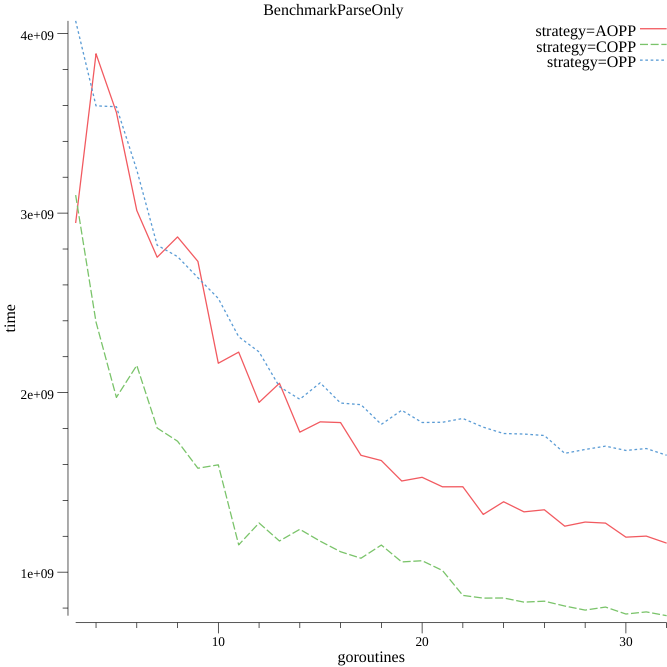 BenchmarkParseOnly
strategy=AOPP
strategy=COPP
strategy=OPP
4e+09
3e+09
2e+09
1e+09
time
10 20 30
goroutines